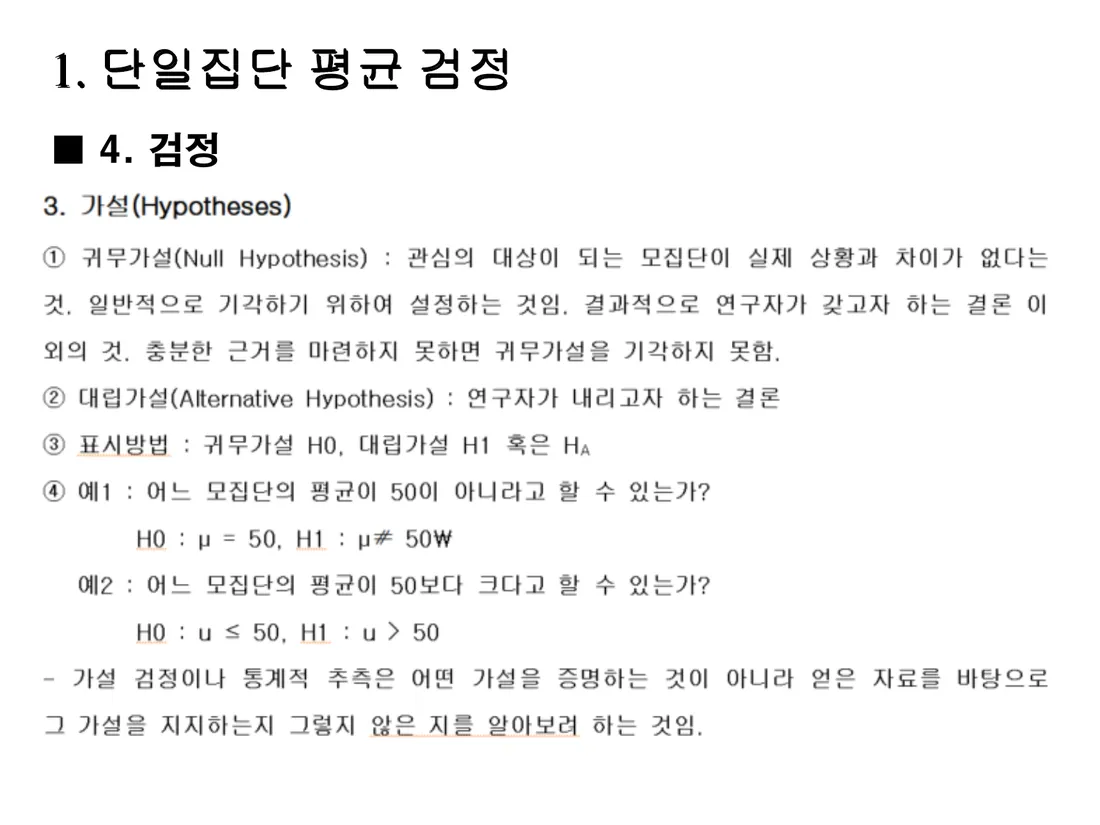 1. 단일집단 평균 검정
■ 4. 검정
3. 가설(Hypotheses)
① 귀무가설(Null Hypothesis) : 관심의 대상이 되는 모집단이 실제 상황과 차이가 없다는
것. 일반적으로 기각하기 위하여 설정하는 것임. 결과적으로 연구자가 갖고자 하는 결론 이
외의 것. 충분한 근거를 마련하지 못하면 귀무가설을 기각하지 못함.
② 대립가설(Alternative Hypothesis) : 연구자가 내리고자 하는 결론
③ 표시방법 : 귀무가설 H0, 대립가설 H1 혹은 HA
④ 예1 : 어느 모집단의 평균이 50이 아니라고 할 수 있는가?
H0 : μ = 50, H1 : μ≠ 50₩
예2 : 어느 모집단의 평균이 50보다 크다고 할 수 있는가?
H0 : u ≤ 50, H1 : u > 50
- 가설 검정이나 통계적 추측은 어떤 가설을 증명하는 것이 아니라 얻은 자료를 바탕으로
그 가설을 지지하는지 그렇지 않은 지를 알아보려 하는 것임.